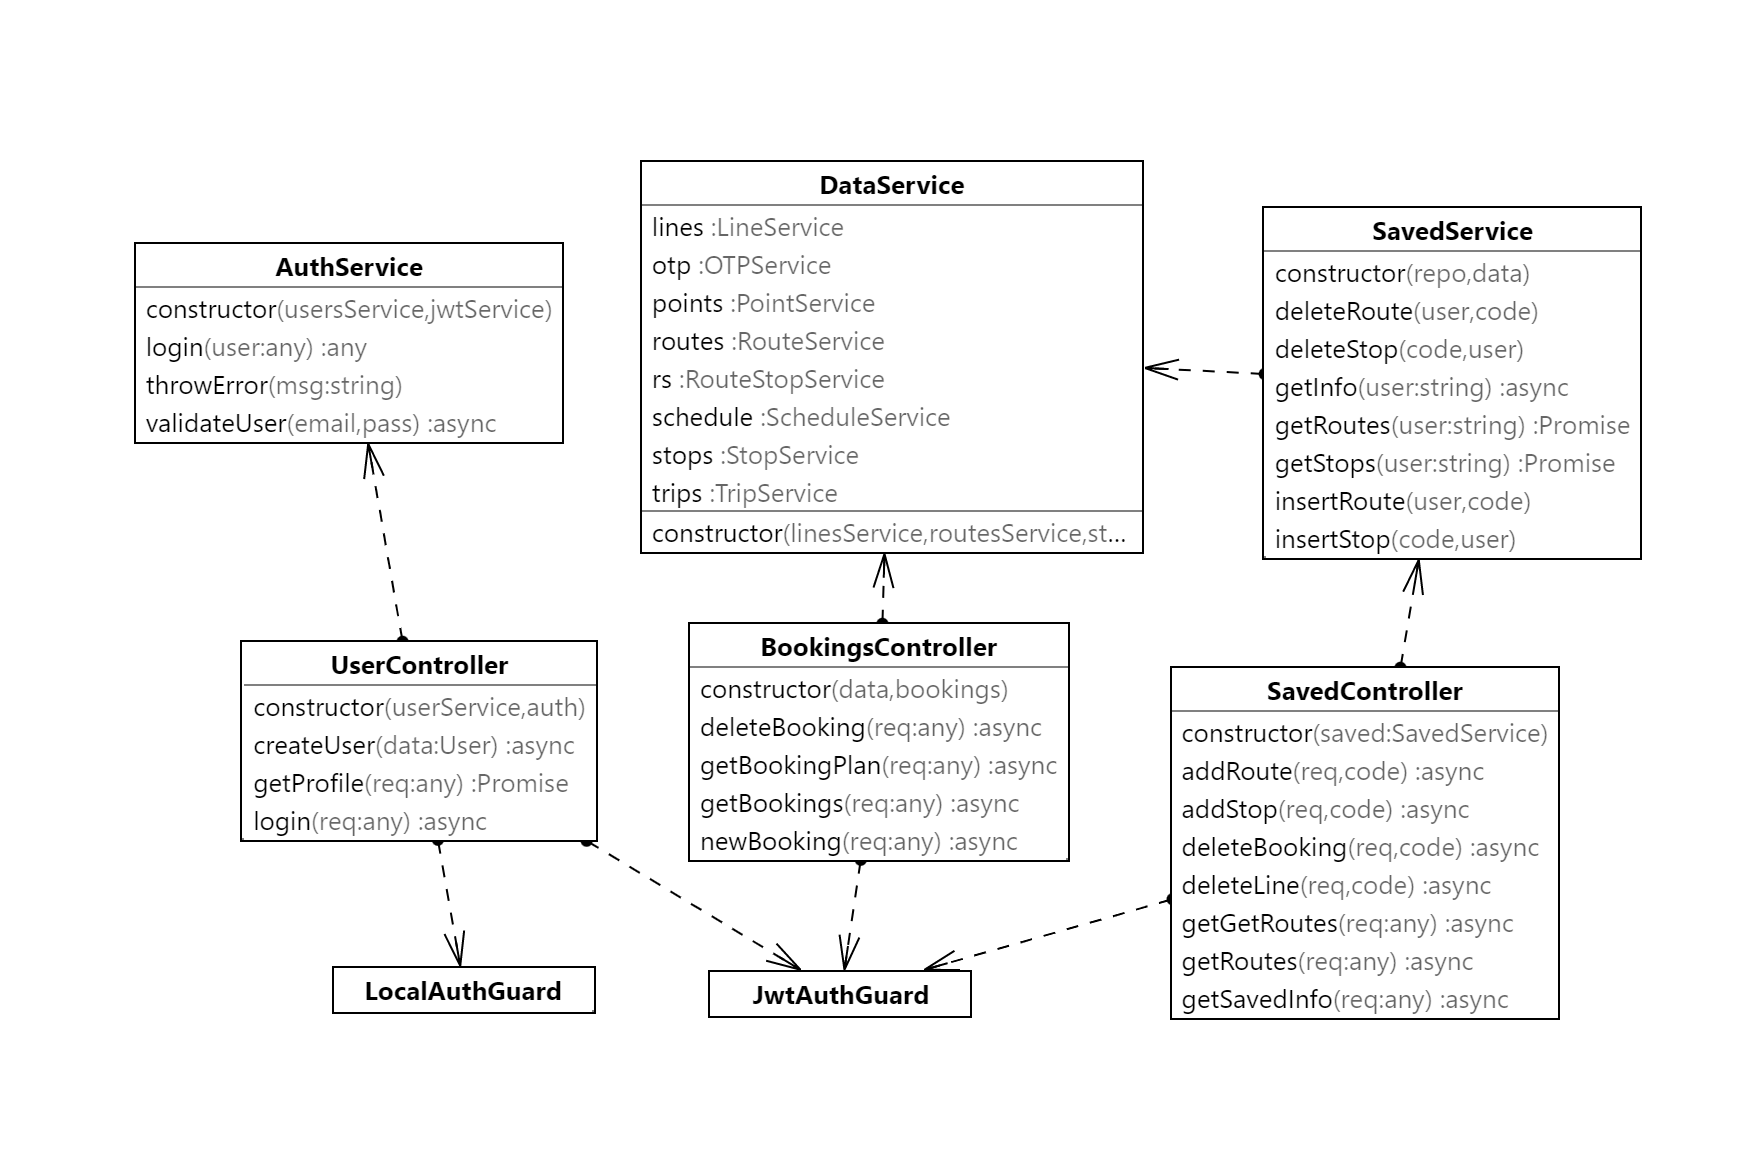 DataService
lines :LineService
otp :OTPService
points :PointService
routes :RouteService
rs :RouteStopService
schedule :ScheduleService
stops :StopService
trips :TripService
constructor(linesService,routesService,st...
SavedService
constructor(repo,data)
deleteRoute(user,code)
deleteStop(code,user)
getInfo(user:string) :async
getRoutes(user:string) :Promise
getStops(user:string) :Promise
insertRoute(user,code)
insertStop(code,user)
AuthService
constructor(usersService,jwtService)
login(user:any) :any
throwError(msg:string)
validateUser(email,pass) :async
UserController
constructor(userService,auth)
createUser(data:User) :async
getProfile(req:any) :Promise
login(req:any) :async
BookingsController
constructor(data,bookings)
deleteBooking(req:any) :async
getBookingPlan(req:any) :async
getBookings(req:any) :async
newBooking(req:any) :async
SavedController
constructor(saved:SavedService)
addRoute(req,code) :async
addStop(req,code) :async
deleteBooking(req,code) :async
deleteLine(req,code) :async
getGetRoutes(req:any) :async
getRoutes(req:any) :async
getSavedInfo(req:any) :async
LocalAuthGuard
JwtAuthGuard